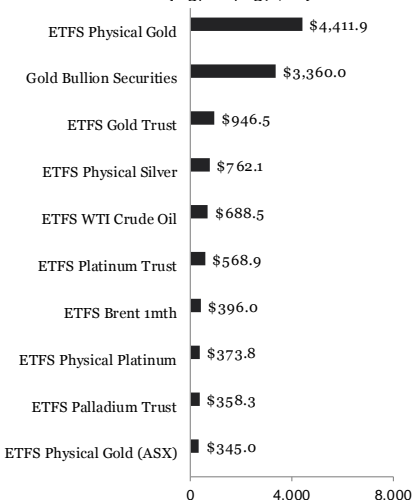 ETFS Physical Gold $4,411.9
Gold Bullion Securities $3,360.0
ETFS Gold Trust $946.5
ETFS Physical Silver $762.1
ETFS WTI Crude Oil $688.5
ETFS Platinum Trust $568.9
ETFS Brent 1mth $396.0
ETFS Physical Platinum $373.8
ETFS Palladium Trust $358.3
ETFS Physical Gold (ASX) $345.0
0 4.000 8.000